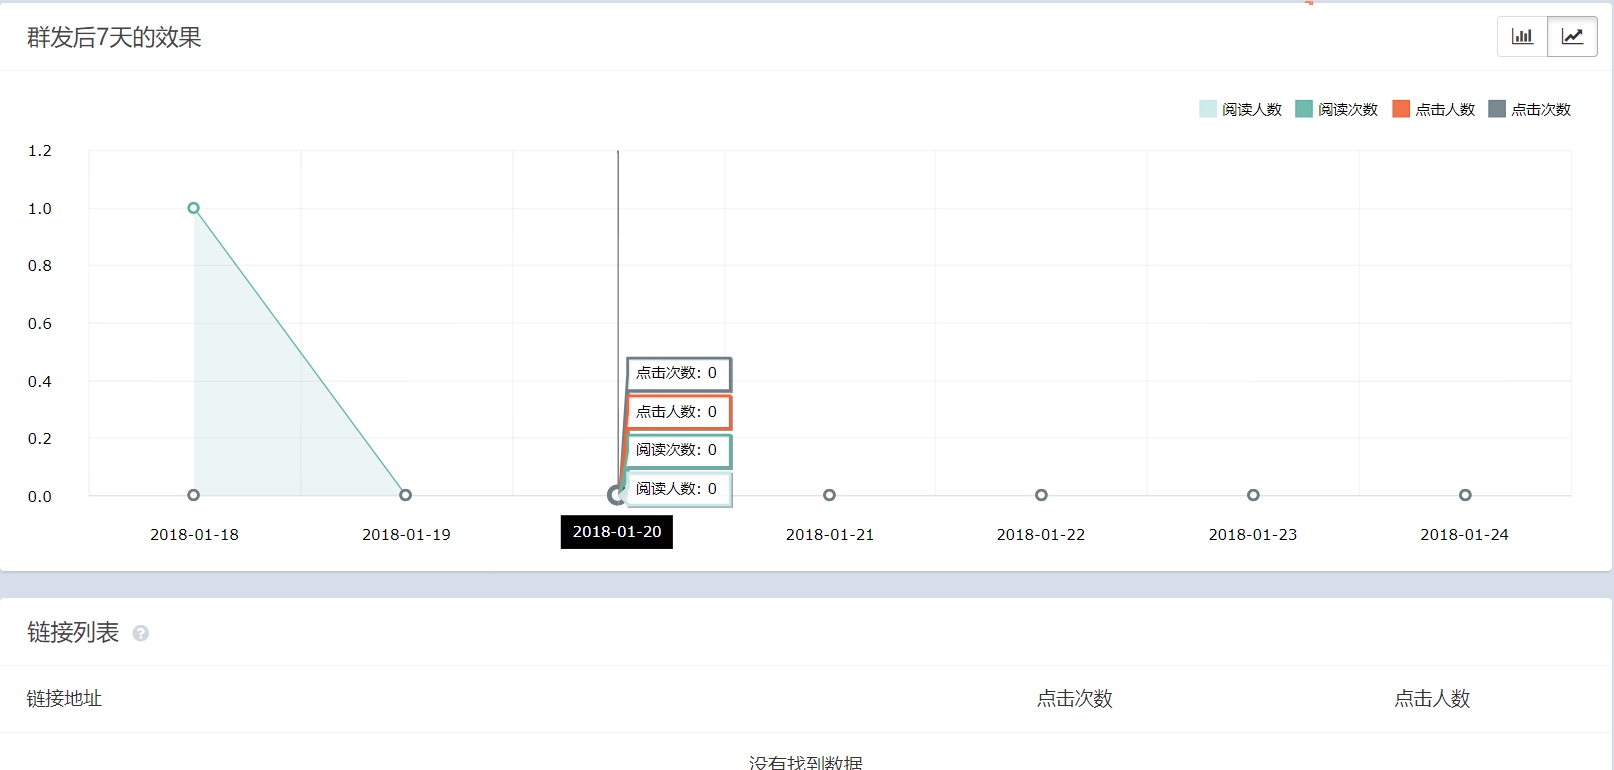 群发后7天的效果
阅读人数 阅读次数 点击人数 点击次数
1.2
1.0
0.8
0.6
0.4
0.2
0.0
点击次数: 0
点击人数: 0
阅读次数: 0
阅读人数: 0
2018-01-18 2018-01-19 2018-01-20 2018-01-21 2018-01-22 2018-01-23 2018-01-24
链接列表 ?
链接地址 点击次数 点击人数
没有找到数据